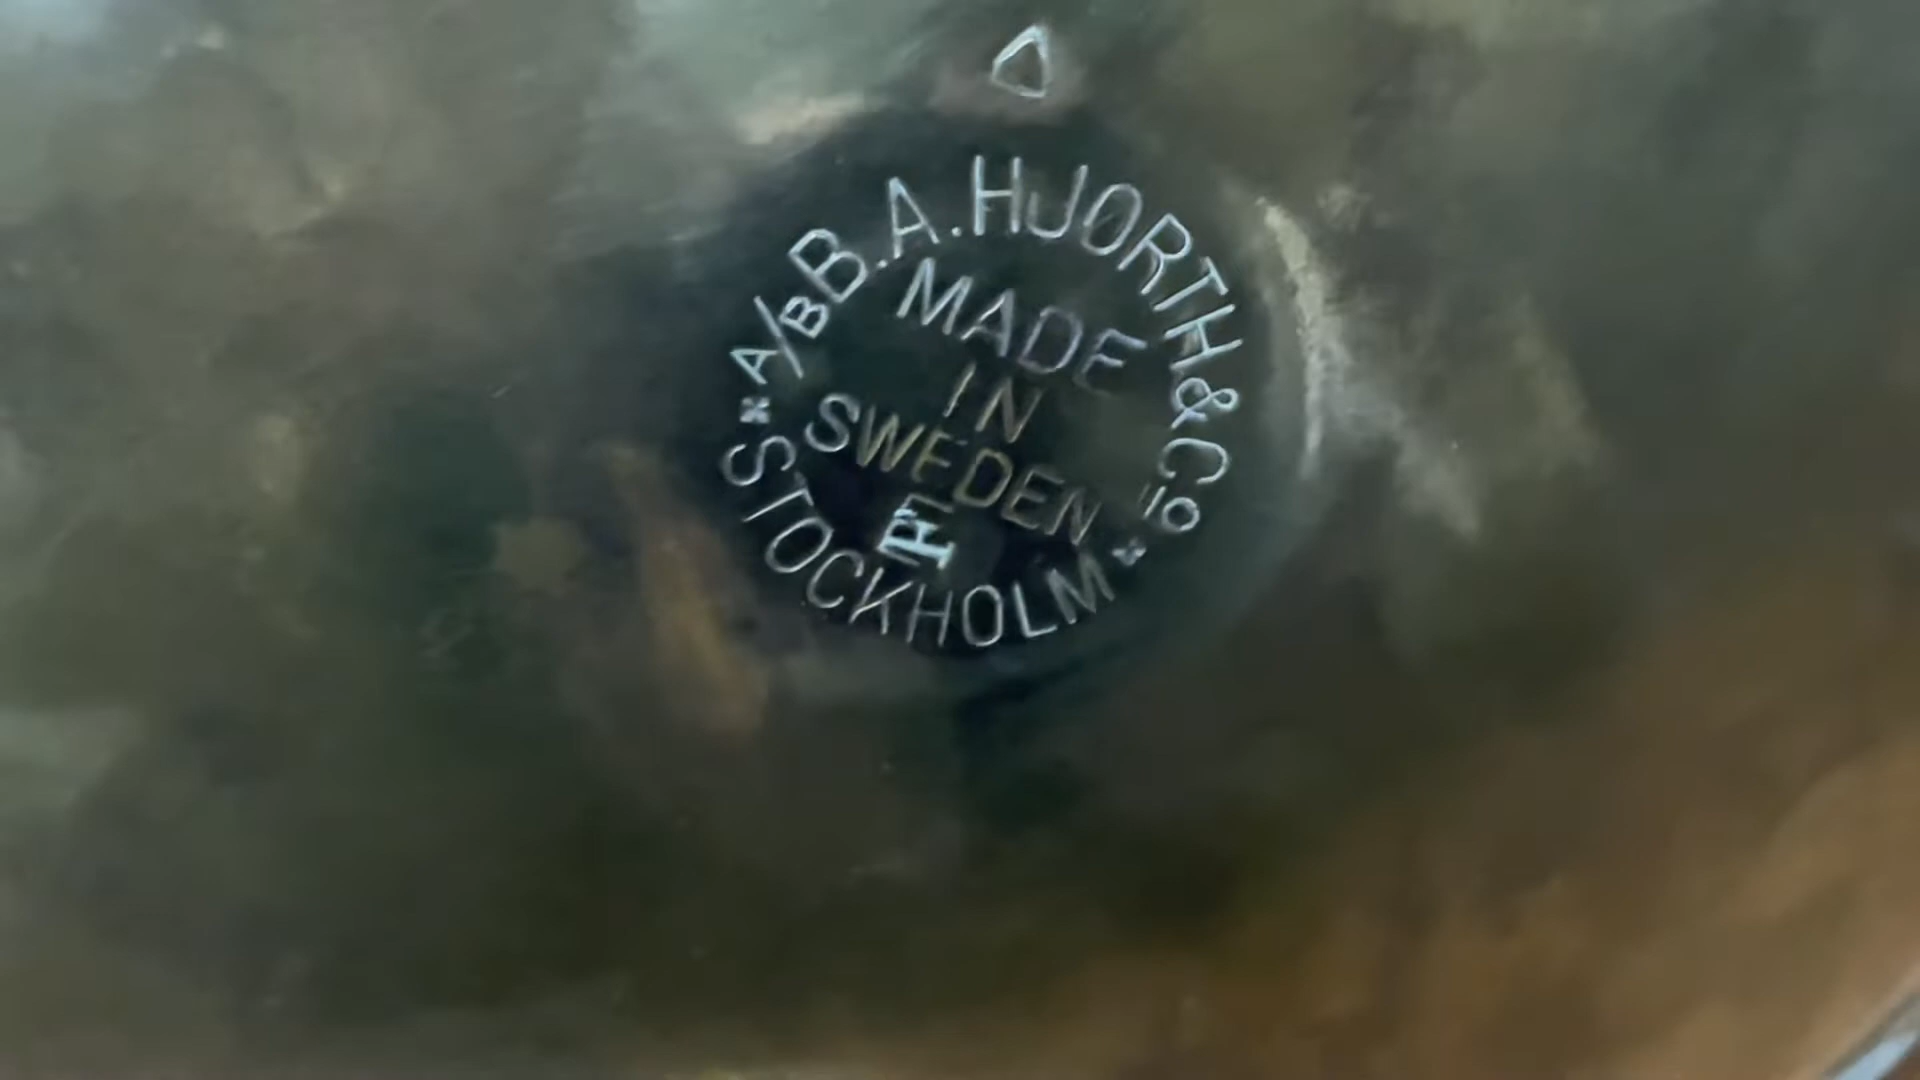 A/B B.A.HJORTH & Co
MADE
IN
SWEDEN
F
STOCKHOLM